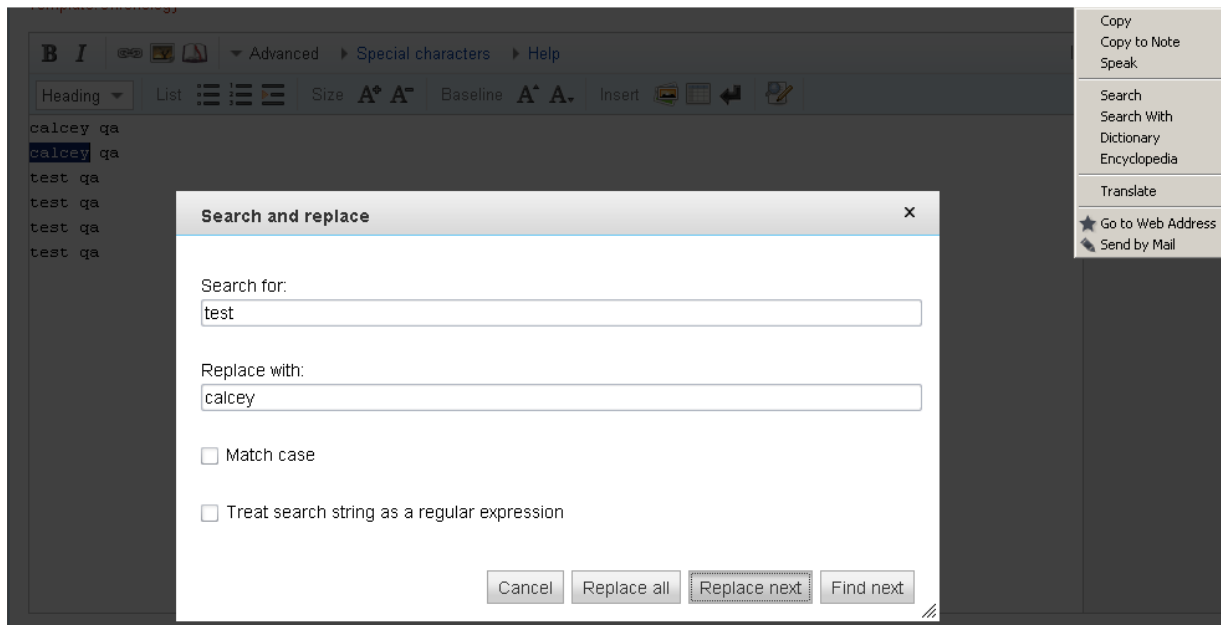 B I Advanced Special characters Help
Heading List Size A A Baseline A A Insert
calcey qa
calcey qa
test qa
test qa
test qa
test qa
Search and replace
Search for:
test
Replace with:
calcey
Match case
Treat search string as a regular expression
Cancel Replace all Replace next Find next
Copy
Copy to Note
Speak
Search
Search With
Dictionary
Encyclopedia
Translate
Go to Web Address
Send by Mail